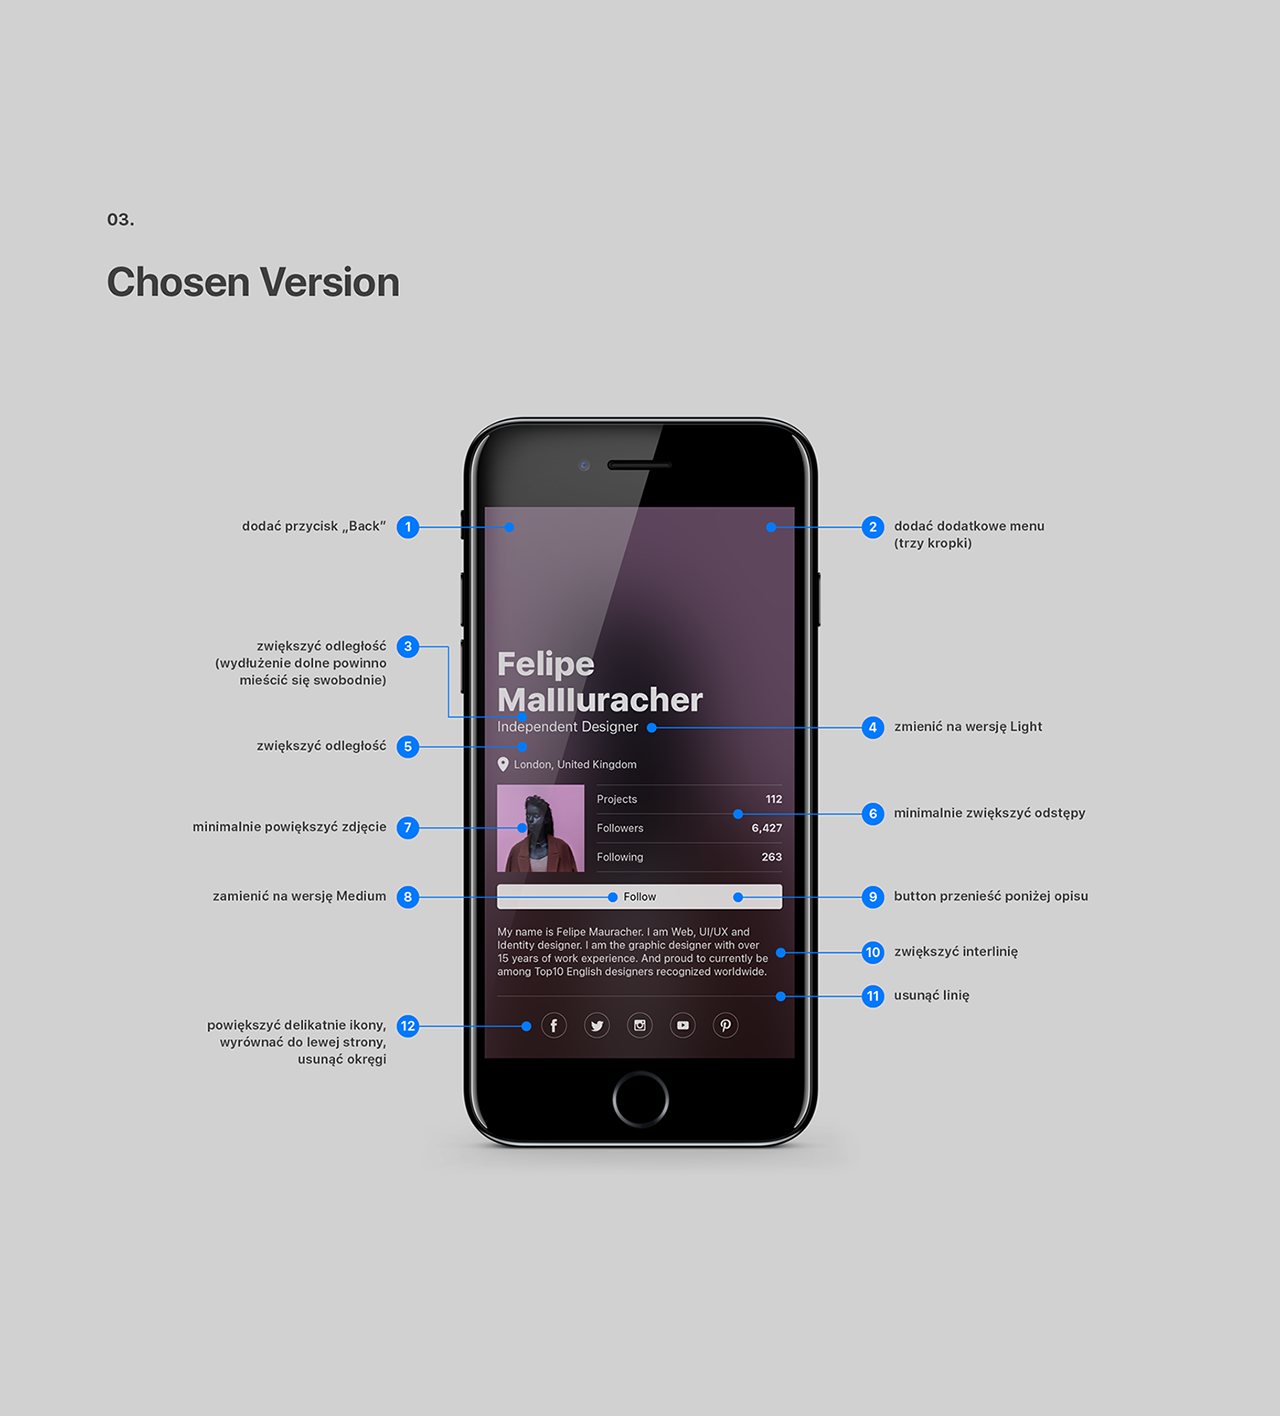 03.
Chosen Version
dodać przycisk „Back”
1
2
dodać dodatkowe menu
(trzy kropki)
zwiększyć odległość
(wydłużenie dolne powinno
mieścić się swobodnie)
3
Felipe
Malliuracher
Independent Designer
4
zmienić na wersję Light
zwiększyć odległość
5
London, United Kingdom
Projects 112
Followers 6,427
Following 263
6
minimalnie zwiększyć odstępy
minimalnie powiększyć zdjęcie
7
zamienić na wersję Medium
8
Follow
9
button przenieść poniżej opisu
My name is Felipe Mauracher. I am Web, UI/UX and
Identity designer. I am the graphic designer with over
15 years of work experience. And proud to currently be
among Top10 English designers recognized worldwide.
10
zwiększyć interlinię
11
usunąć linię
powiększyć delikatnie ikony,
wyrównać do lewej strony,
usunąć okręgi
12